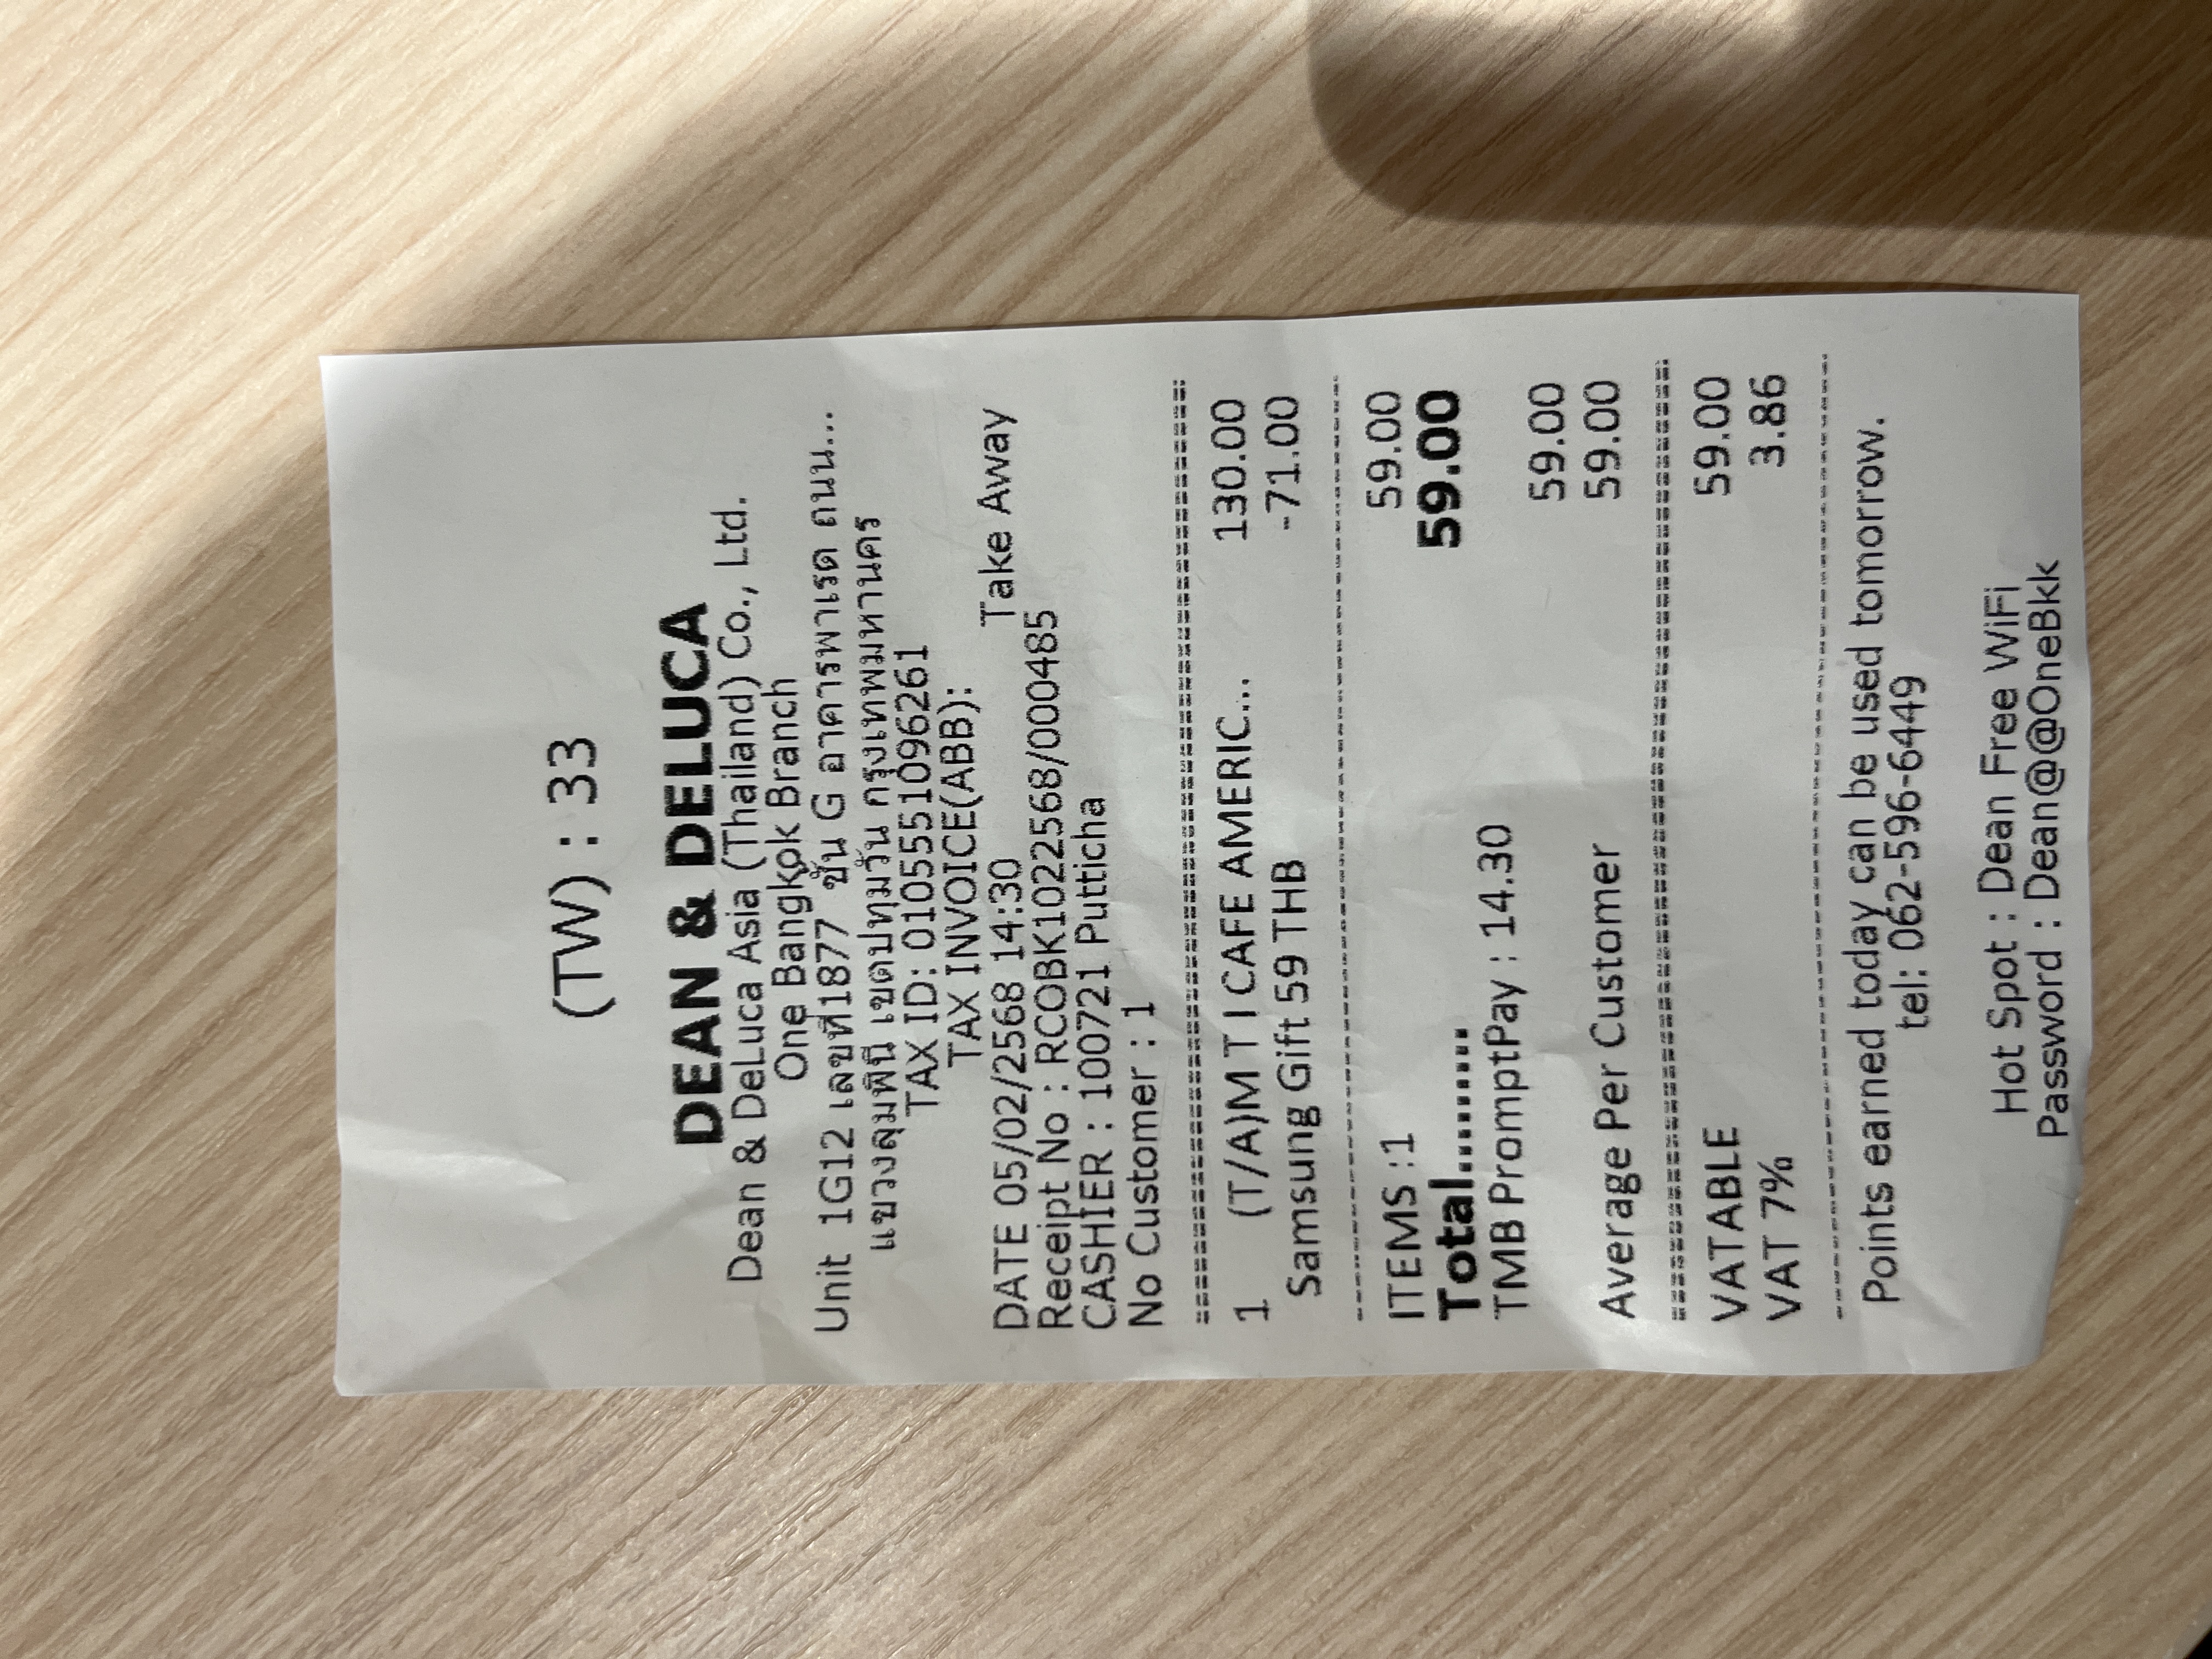 (TW) : 33
DEAN & DELUCA
Dean & DeLuca Asia (Thailand) Co., Ltd.
One Bangkok Branch
Unit 1G12 เลขที่1877 ชั้น G อาคารพาเรด ถนน...
แขวงลุมพินี เขตปทุมวัน กรุงเทพมหานคร
TAX ID: 0105551096261
TAX INVOICE(ABB):
DATE 05/02/2568 14:30 Take Away
Receipt No : RCOBK1022568/000485
CASHIER : 100721 Putticha
No Customer : 1
1 (T/A)M T I CAFE AMERIC... 130.00
Samsung Gift 59 THB -71.00
ITEMS :1 59.00
Total......... 59.00
TMB PromptPay : 14.30
59.00
Average Per Customer 59.00
VATABLE 59.00
VAT 7% 3.86
Points earned today can be used tomorrow.
tel: 062-596-6449
Hot Spot : Dean Free WiFi
Password : Dean@@OneBkk